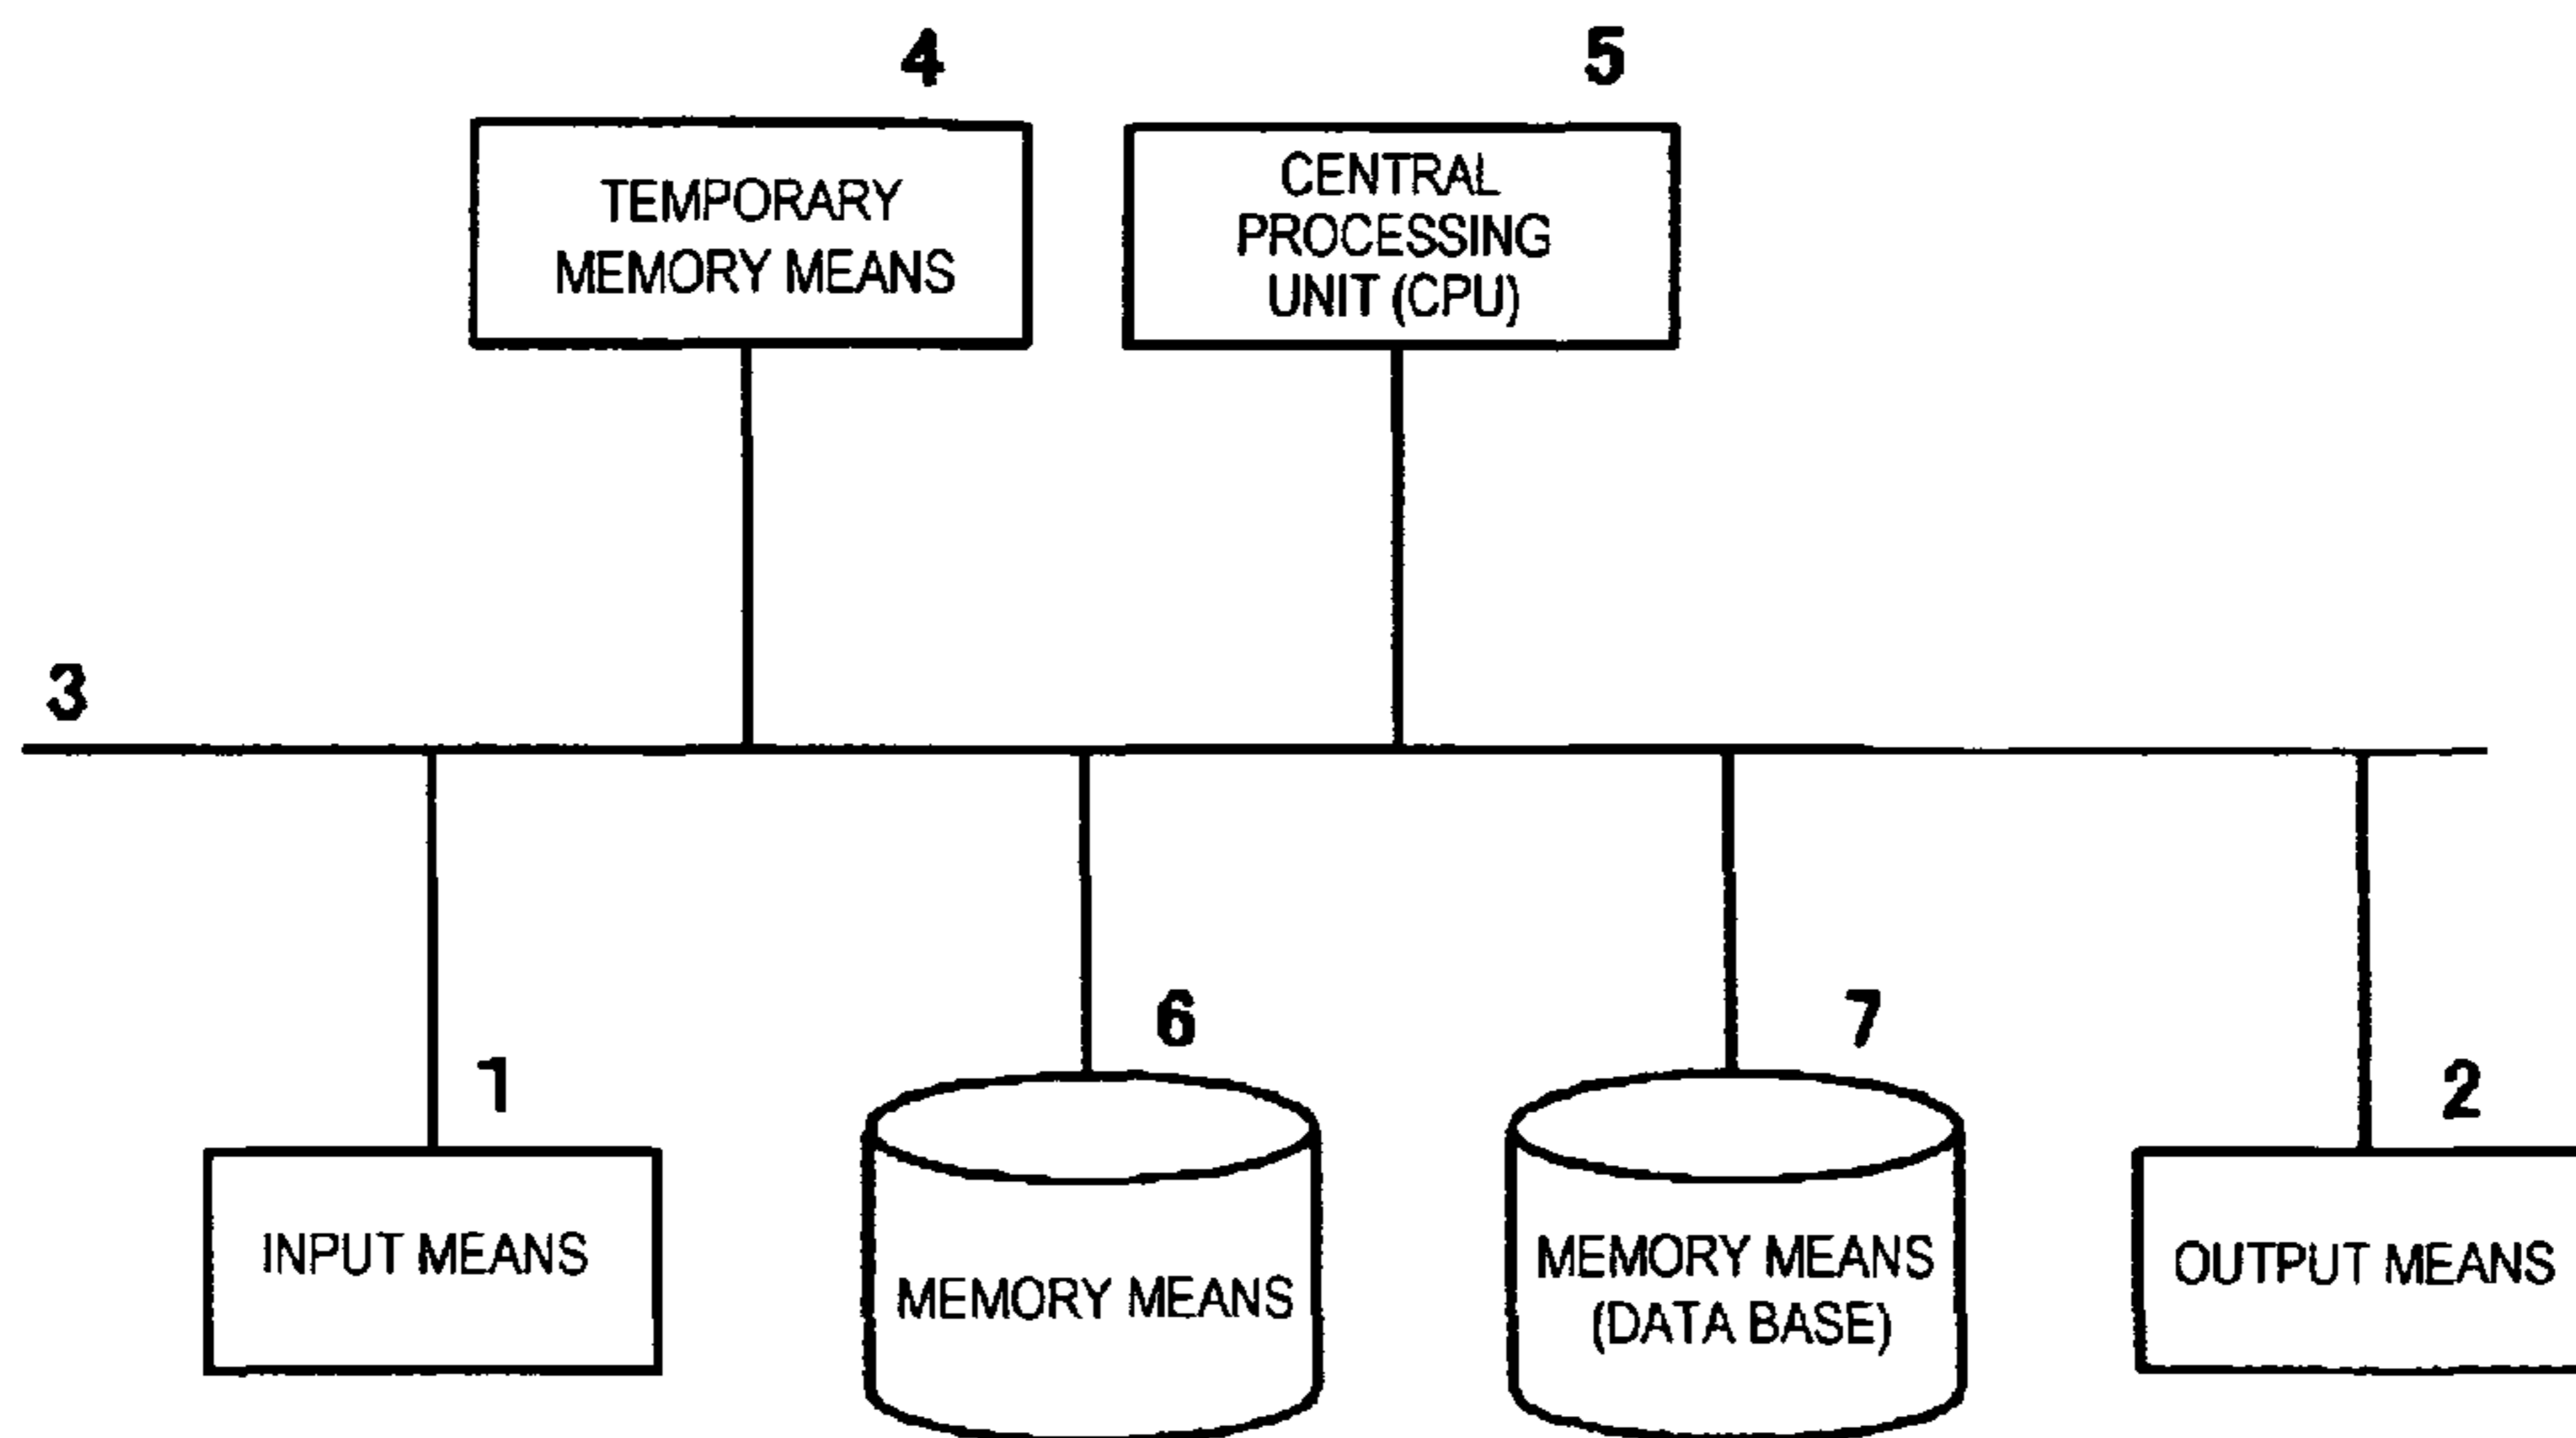 4
5
TEMPORARY
MEMORY MEANS
CENTRAL
PROCESSING
UNIT (CPU)
3
6
7
1
2
INPUT MEANS
MEMORY MEANS
MEMORY MEANS
(DATA BASE)
OUTPUT MEANS